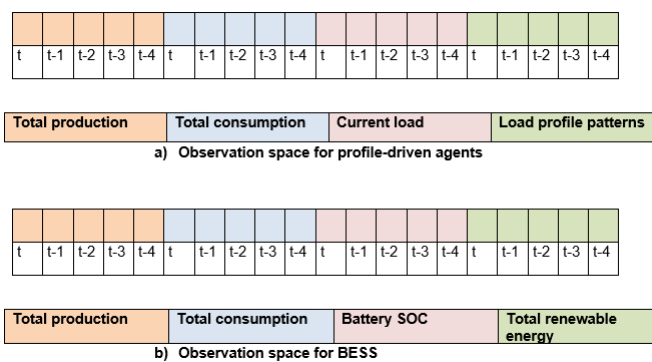 t t-1 t-2 t-3 t-4 t t-1 t-2 t-3 t-4 t t-1 t-2 t-3 t-4 t t-1 t-2 t-3 t-4
Total production Total consumption Current load Load profile patterns
a) Observation space for profile-driven agents
t t-1 t-2 t-3 t-4 t t-1 t-2 t-3 t-4 t t-1 t-2 t-3 t-4 t t-1 t-2 t-3 t-4
Total production Total consumption Battery SOC Total renewable
energy
b) Observation space for BESS